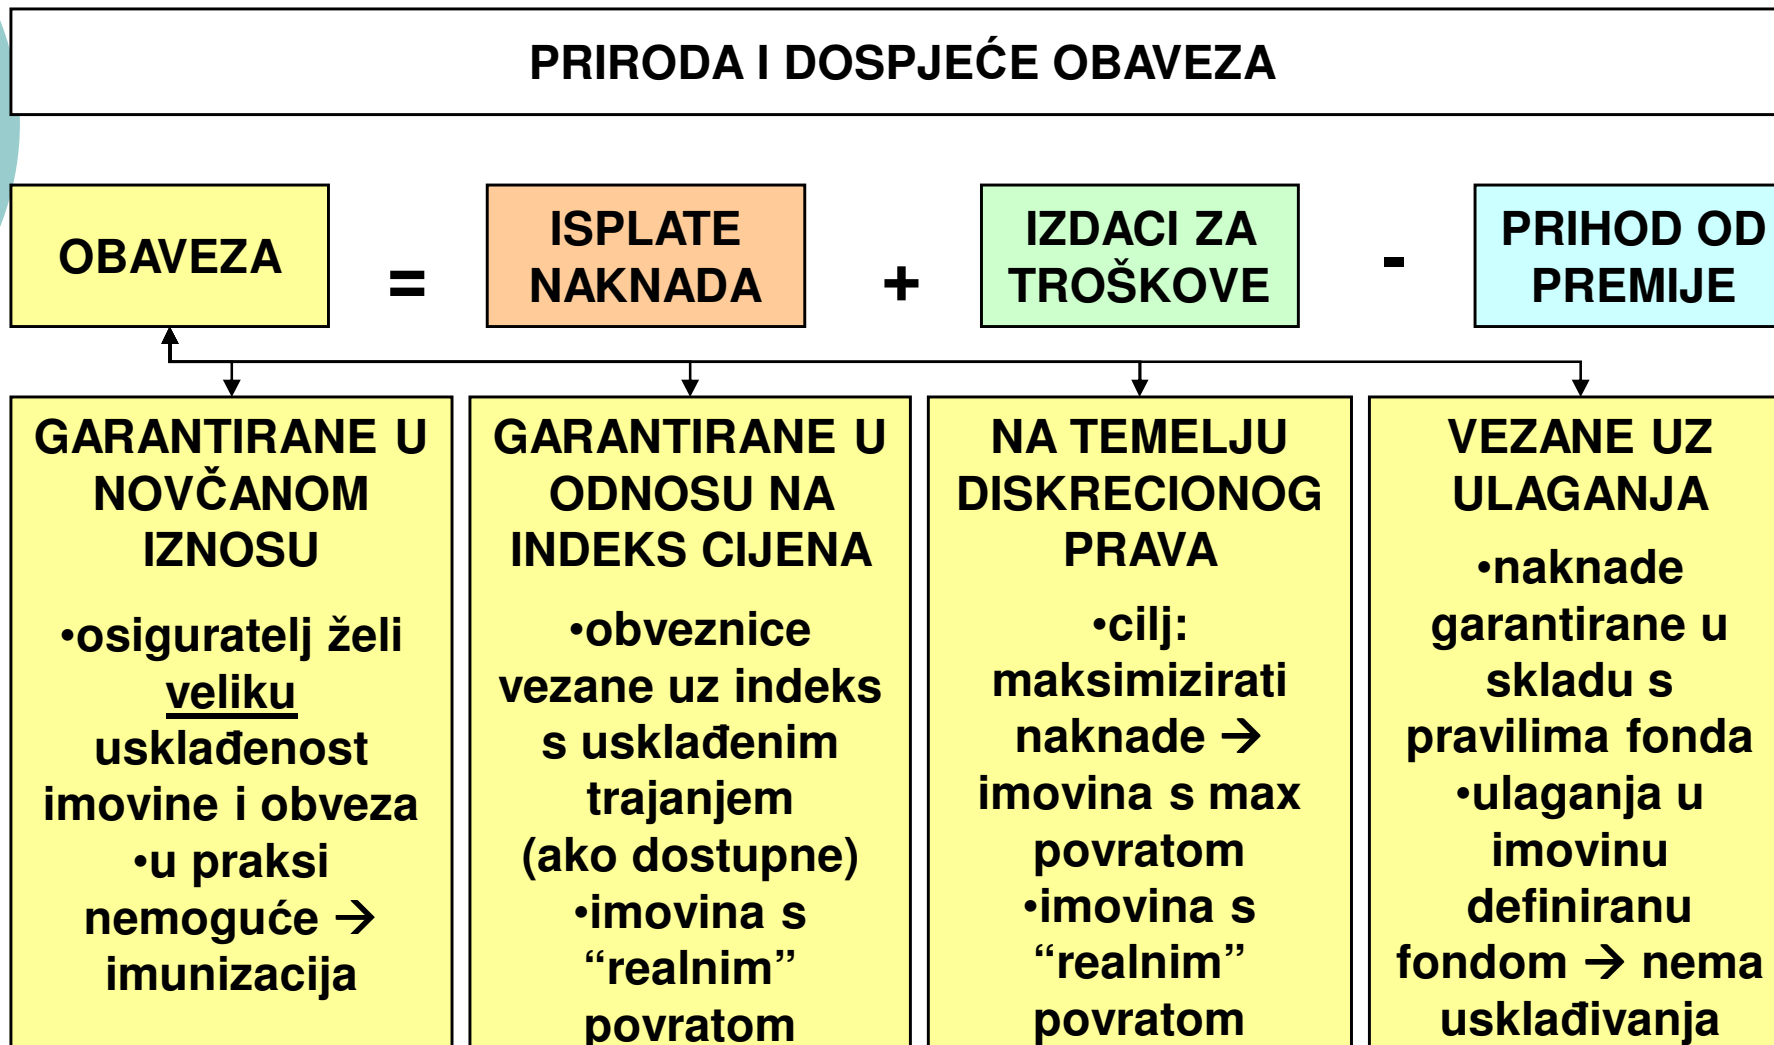 PRIRODA I DOSPJEĆE OBAVEZA
OBAVEZA
=
ISPLATE
NAKNADA
+
IZDACI ZA
TROŠKOVE
-
PRIHOD OD
PREMIJE
GARANTIRANE U
NOVČANOM
IZNOSU
•osiguratelj želi
veliku
usklađenost
imovine i obveza
•u praksi
nemoguće →
imunizacija
GARANTIRANE U
ODNOSU NA
INDEKS CIJENA
•obveznice
vezane uz indeks
s usklađenim
trajanjem
(ako dostupne)
•imovina s
“realnim”
povratom
NA TEMELJU
DISKRECIONOG
PRAVA
•cilj:
maksimizirati
naknade →
imovina s max
povratom
•imovina s
“realnim”
povratom
VEZANE UZ
ULAGANJA
•naknade
garantirane u
skladu s
pravilima fonda
•ulaganja u
imovinu
definiranu
fondom → nema
usklađivanja